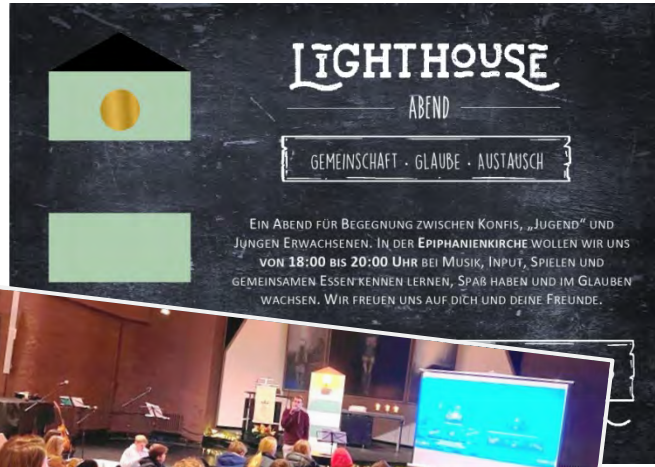 LIGHTHOUSE
ABEND
GEMEINSCHAFT · GLAUBE · AUSTAUSCH
EIN ABEND FÜR BEGEGNUNG ZWISCHEN KONFIS, „JUGEND" UND
JUNGEN ERWACHSENEN. IN DER EPIPHANIENKIRCHE WOLLEN WIR UNS
VON 18:00 BIS 20:00 UHR BEI MUSIK, INPUT, SPIELEN UND
GEMEINSAMEN ESSEN KENNEN LERNEN, SPAß HABEN UND IM GLAUBEN
WACHSEN. WIR FREUEN UNS AUF DICH UND DEINE FREUNDE.